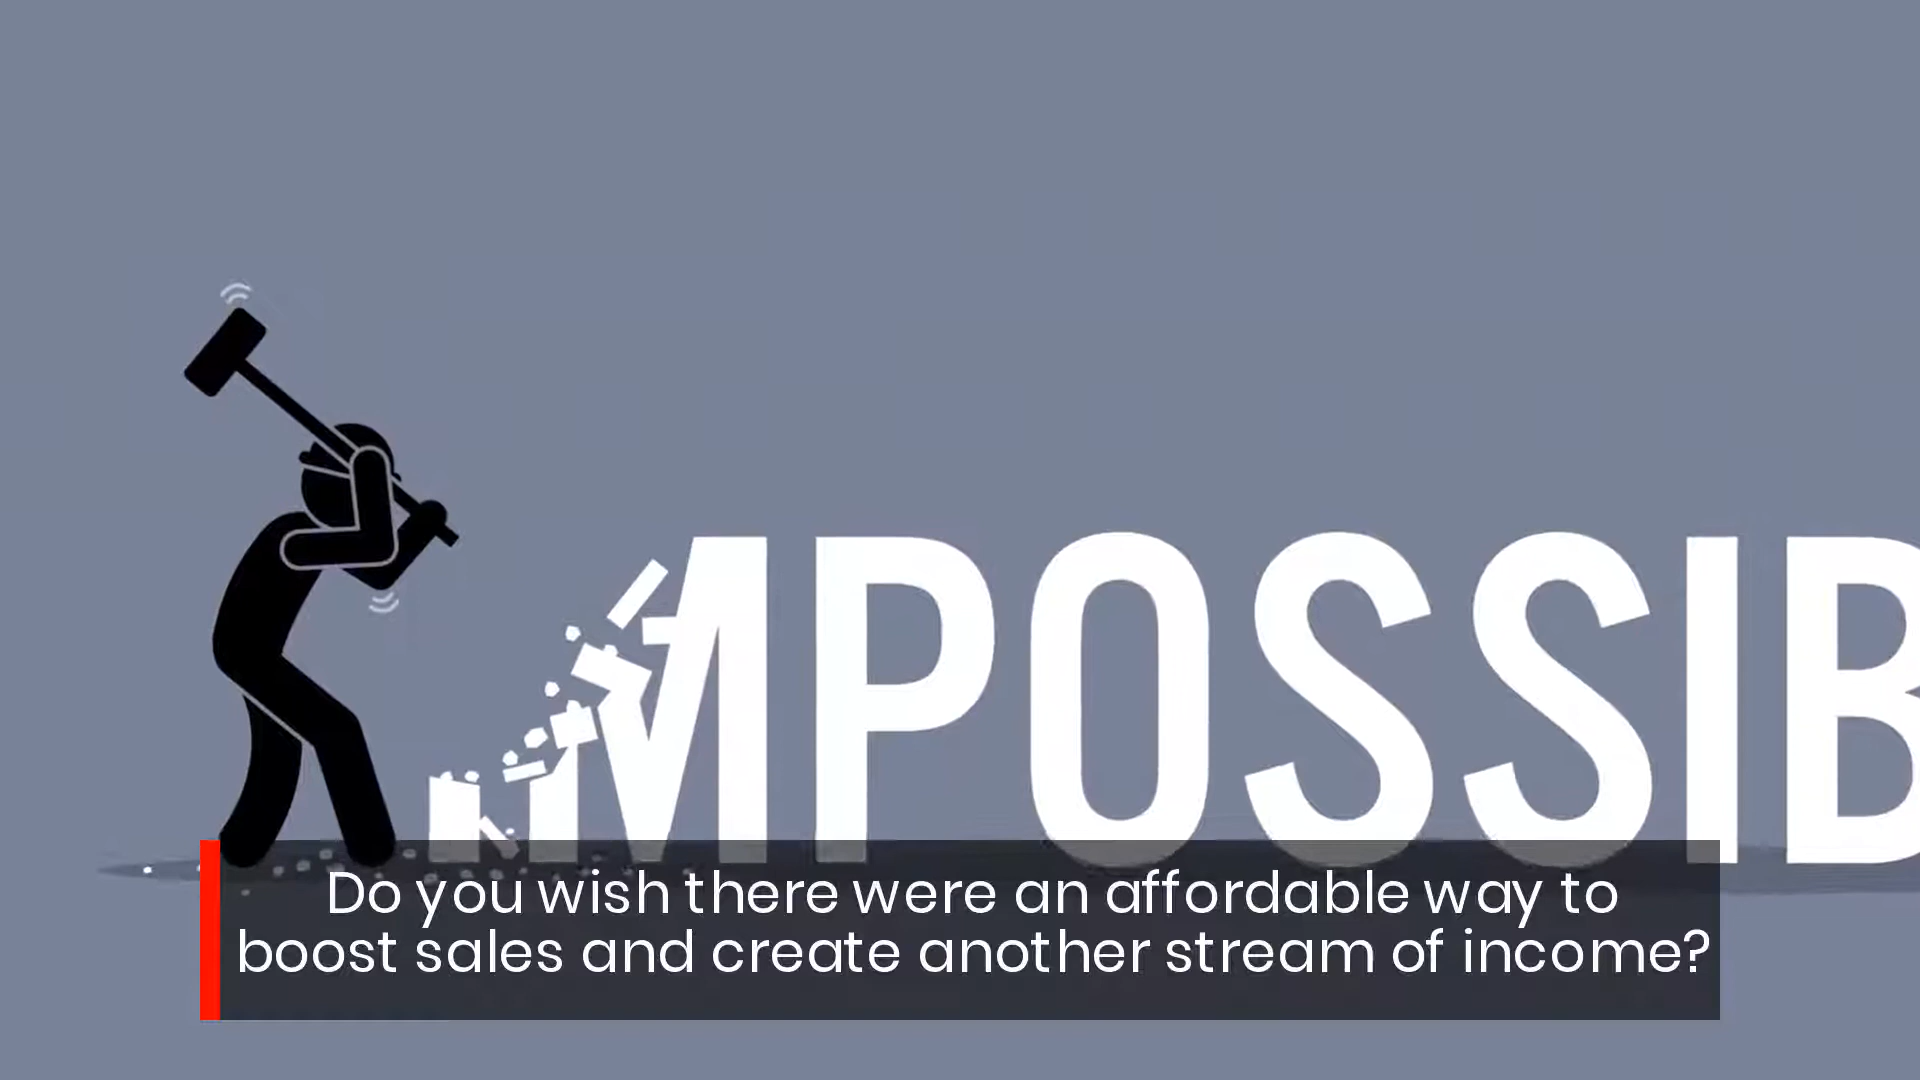 MPOSSIB
Do you wish there were an affordable way to
boost sales and create another stream of income?